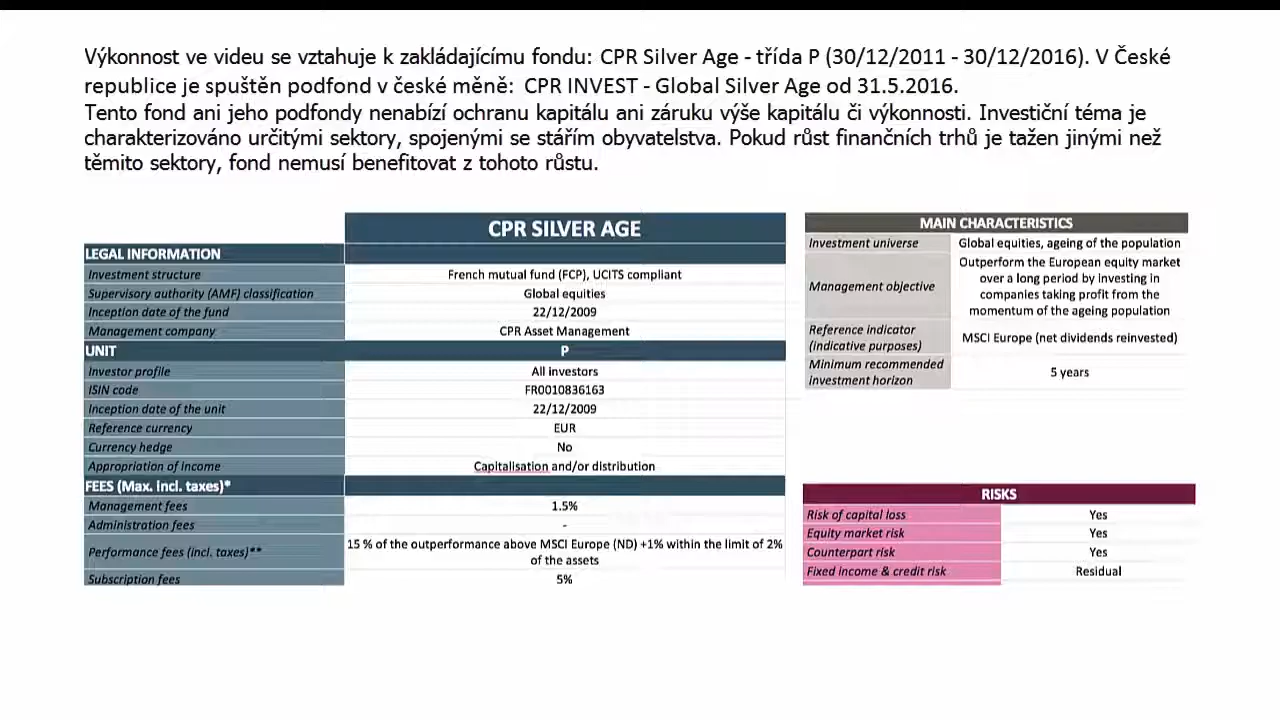 Výkonnost ve videu se vztahuje k zakládajícímu fondu: CPR Silver Age - třída P (30/12/2011 - 30/12/2016). V České
republice je spuštěn podfond v české měně: CPR INVEST - Global Silver Age od 31.5.2016.
Tento fond ani jeho podfondy nenabízí ochranu kapitálu ani záruku výše kapitálu či výkonnosti. Investiční téma je
charakterizováno určitými sektory, spojenými se stářím obyvatelstva. Pokud růst finančních trhů je tažen jinými než
těmito sektory, fond nemusí benefitovat z tohoto růstu.
CPR SILVER AGE
LEGAL INFORMATION
Investment structure French mutual fund (FCP), UCITS compliant
Supervisory authority (AMF) classification Global equities
Inception date of the fund 22/12/2009
Management company CPR Asset Management
UNIT P
Investor profile All investors
ISIN code FR0010836163
Inception date of the unit 22/12/2009
Reference currency EUR
Currency hedge No
Appropriation of income Capitalisation and/or distribution
FEES (Max. incl. taxes)*
Management fees 1.5%
Administration fees -
Performance fees (incl. taxes)** 15 % of the outperformance above MSCI Europe (ND) +1% within the limit of 2%
of the assets
Subscription fees 5%
MAIN CHARACTERISTICS
Investment universe Global equities, ageing of the population
Management objective Outperform the European equity market
over a long period by investing in
companies taking profit from the
momentum of the ageing population
Reference indicator
(indicative purposes) MSCI Europe (net dividends reinvested)
Minimum recommended
investment horizon 5 years
RISKS
Risk of capital loss Yes
Equity market risk Yes
Counterpart risk Yes
Fixed income & credit risk Residual